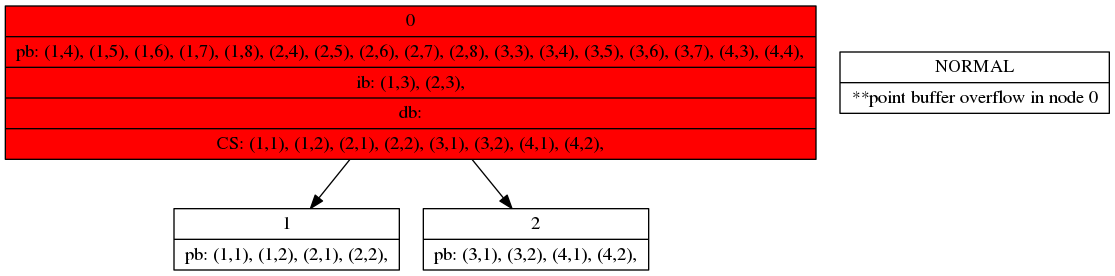 0
pb: (1,4), (1,5), (1,6), (1,7), (1,8), (2,4), (2,5), (2,6), (2,7), (2,8), (3,3), (3,4), (3,5), (3,6), (3,7), (4,3), (4,4),
ib: (1,3), (2,3),
db:
CS: (1,1), (1,2), (2,1), (2,2), (3,1), (3,2), (4,1), (4,2),
NORMAL
**point buffer overflow in node 0
1
pb: (1,1), (1,2), (2,1), (2,2),
2
pb: (3,1), (3,2), (4,1), (4,2),